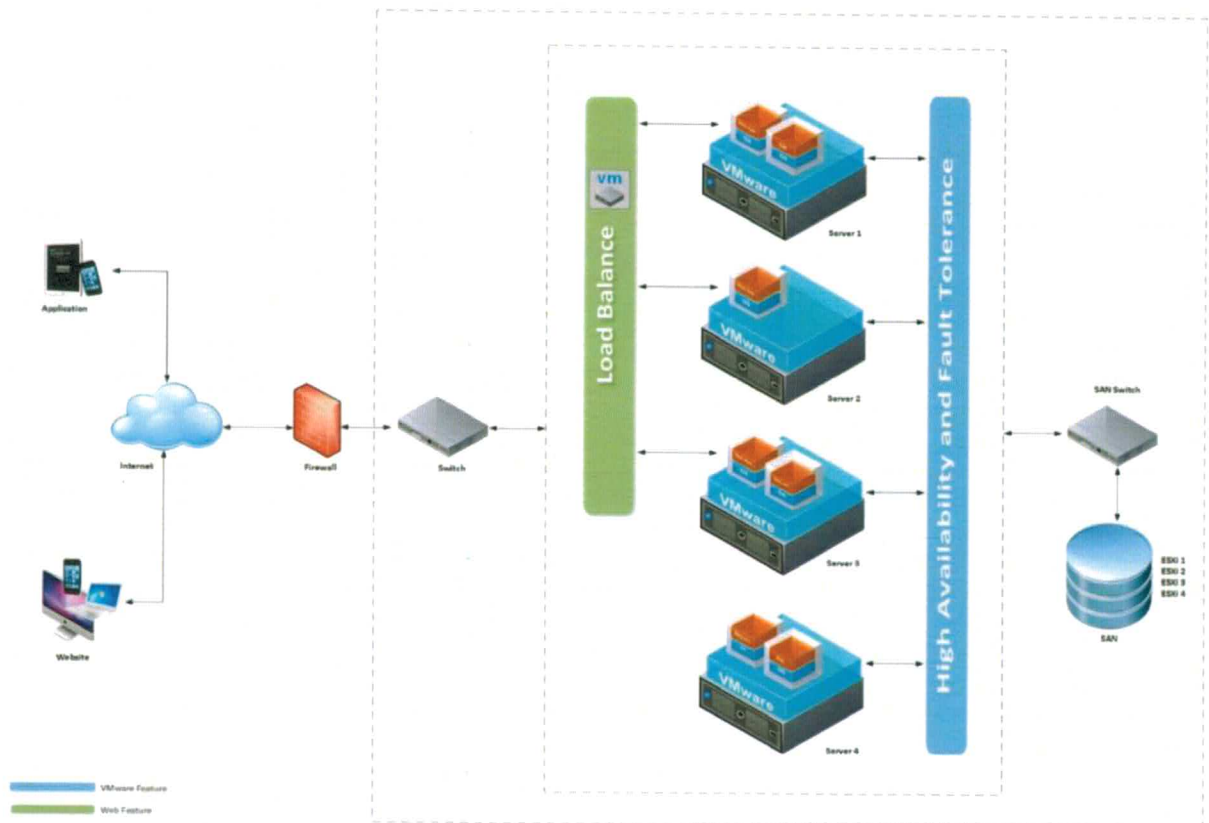 Application
Internet
Website
Firewall
Switch
vm
Load Balance
VMware
Server 1
VMware
Server 2
VMware
Server 3
VMware
Server 4
High Availability and Fault Tolerance
SAN Switch
ESXi 1
ESXi 2
ESXi 3
ESXi 4
SAN
VMware Feature
Web Feature